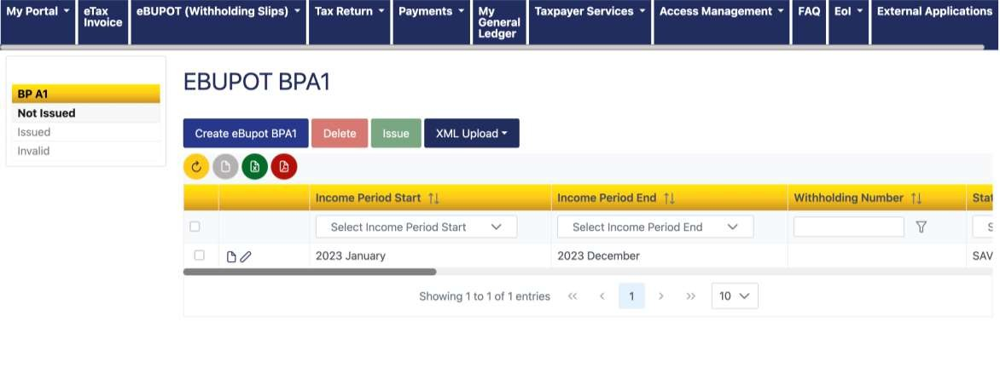 My Portal
eTax Invoice
eBUPOT (Withholding Slips)
Tax Return
Payments
My General Ledger
Taxpayer Services
Access Management
FAQ
EoI
External Applications
BP A1
Not Issued
Issued
Invalid
EBUPOT BPA1
Create eBupot BPA1 Delete Issue XML Upload
Income Period Start Income Period End Withholding Number Stat
Select Income Period Start Select Income Period End S
2023 January 2023 December SAV
Showing 1 to 1 of 1 entries << < 1 > >> 10